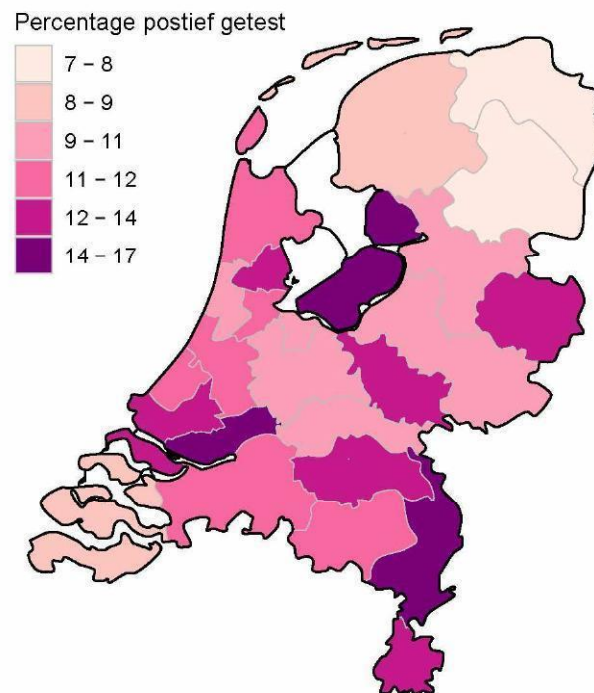 Percentage postief getest
7 – 8
8 – 9
9 – 11
11 – 12
12 – 14
14 – 17